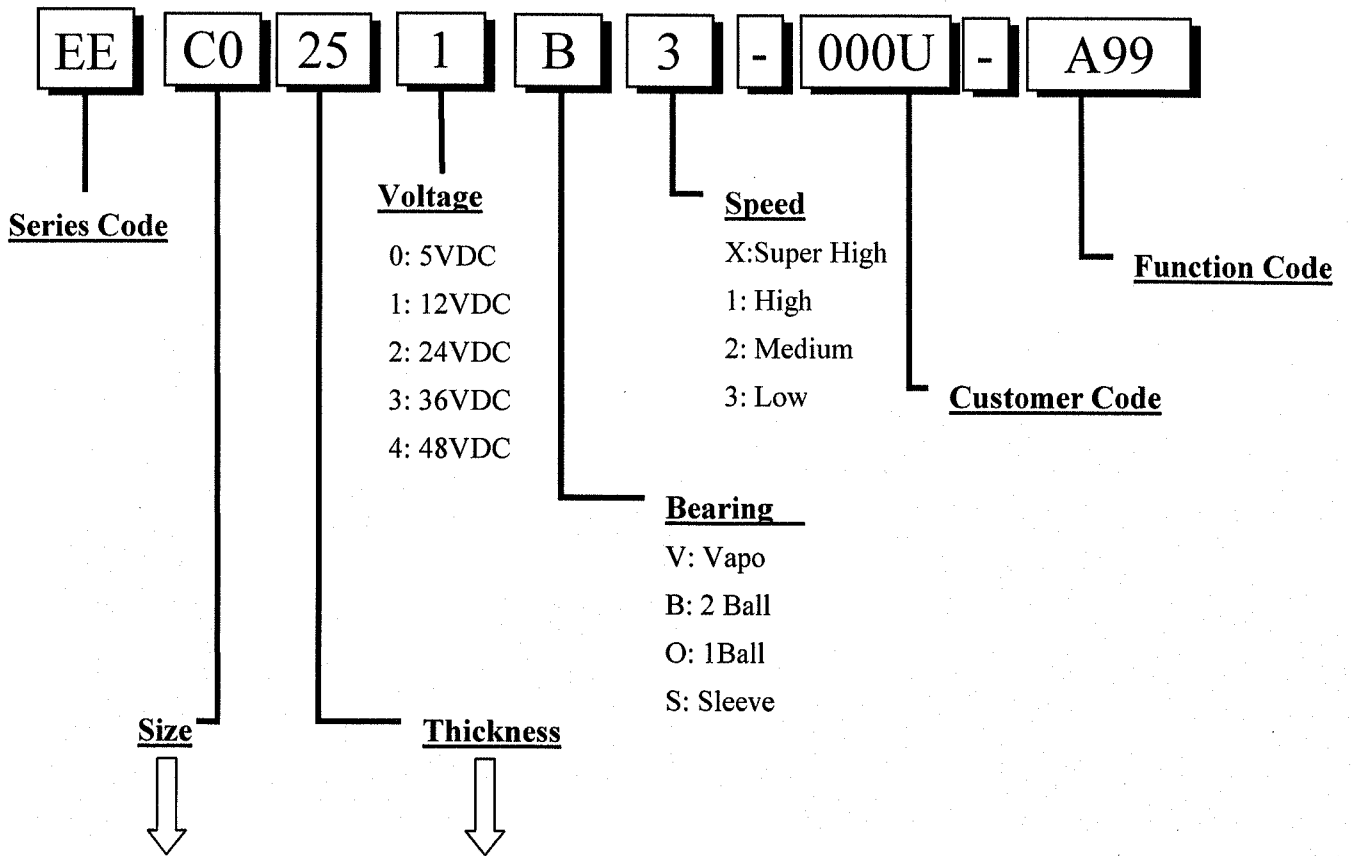 EE C0 25 1 B 3 - 000U - A99
Series Code
Voltage
0: 5VDC
1: 12VDC
2: 24VDC
3: 36VDC
4: 48VDC
Speed
X:Super High
1: High
2: Medium
3: Low
Function Code
Customer Code
Bearing
V: Vapo
B: 2 Ball
O: 1Ball
S: Sleeve
Size
Thickness